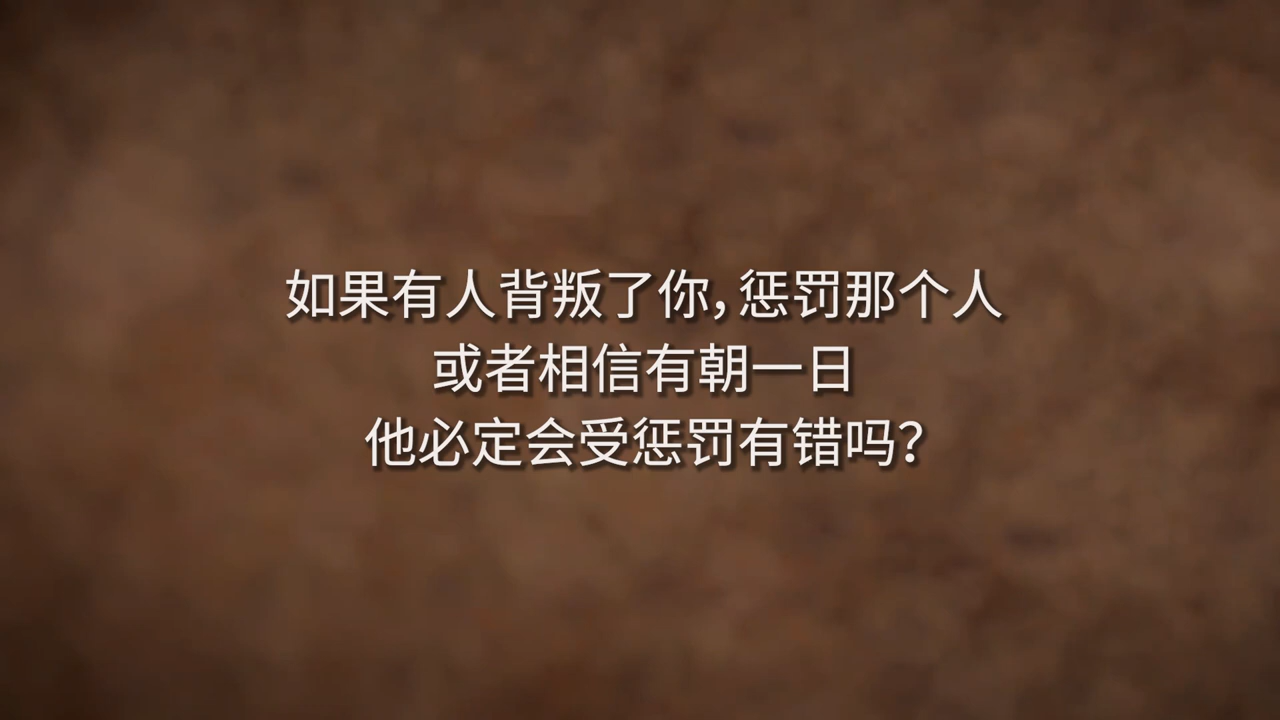 如果有人背叛了你，惩罚那个人
或者相信有朝一日
他必定会受惩罚有错吗？